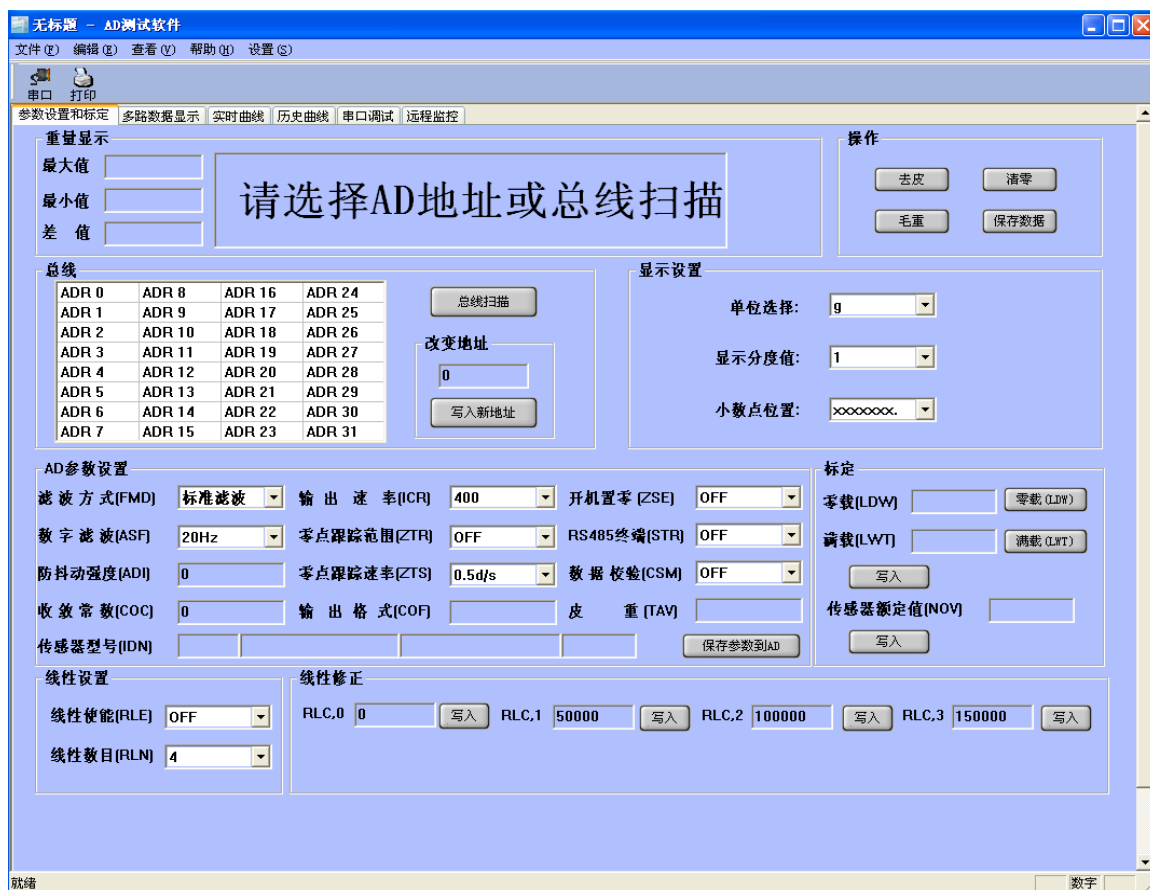 无标题 - AD测试软件
文件(F) 编辑(E) 查看(V) 帮助(H) 设置(S)
串口 打印
参数设置和标定 多路数据显示 实时曲线 历史曲线 串口调试 远程监控
重量显示
最大值
最小值
差 值
请选择AD地址或总线扫描
操作
去皮 清零
毛重 保存数据
总线
ADR 0 ADR 8 ADR 16 ADR 24
ADR 1 ADR 9 ADR 17 ADR 25
ADR 2 ADR 10 ADR 18 ADR 26
ADR 3 ADR 11 ADR 19 ADR 27
ADR 4 ADR 12 ADR 20 ADR 28
ADR 5 ADR 13 ADR 21 ADR 29
ADR 6 ADR 14 ADR 22 ADR 30
ADR 7 ADR 15 ADR 23 ADR 31
总线扫描
改变地址
0
写入新地址
显示设置
单位选择: g
显示分度值: 1
小数点位置: xxxxxxx.
AD参数设置
滤波方式(FMD) 标准滤波 输出速率(ICR) 400 开机置零(ZSE) OFF
数字滤波(ASF) 20Hz 零点跟踪范围(ZTR) OFF RS485终端(STR) OFF
防抖动强度(ADI) 0 零点跟踪速率(ZTS) 0.5d/s 数据校验(CSM) OFF
收敛常数(COC) 0 输出格式(COF) 皮 重(TAV)
传感器型号(IDN) 保存参数到AD
标定
零载(LDW) 零载(LDW)
满载(LWT) 满载(LWT)
写入
传感器额定值(NOV)
写入
线性设置
线性使能(RLE) OFF
线性数目(RLN) 4
线性修正
RLC,0 0 写入 RLC,1 50000 写入 RLC,2 100000 写入 RLC,3 150000 写入
就绪 数字